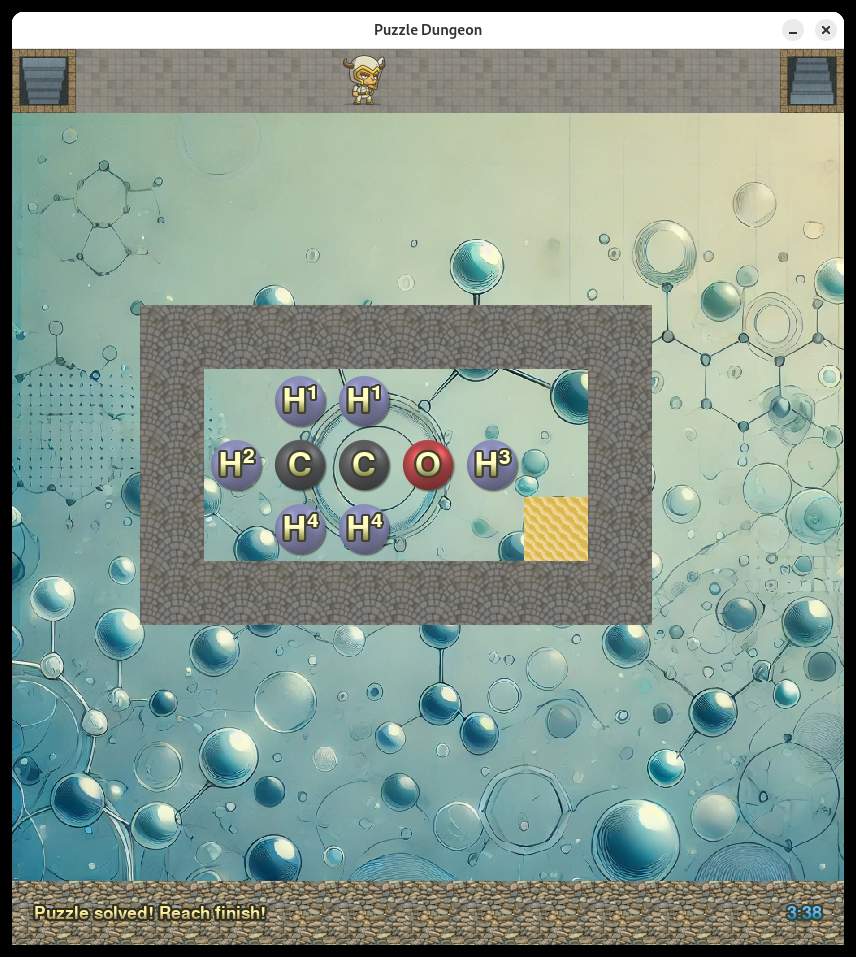 Puzzle Dungeon
H¹ H¹
H² C C O H³
H⁴ H⁴
Puzzle solved! Reach finish!
3:38